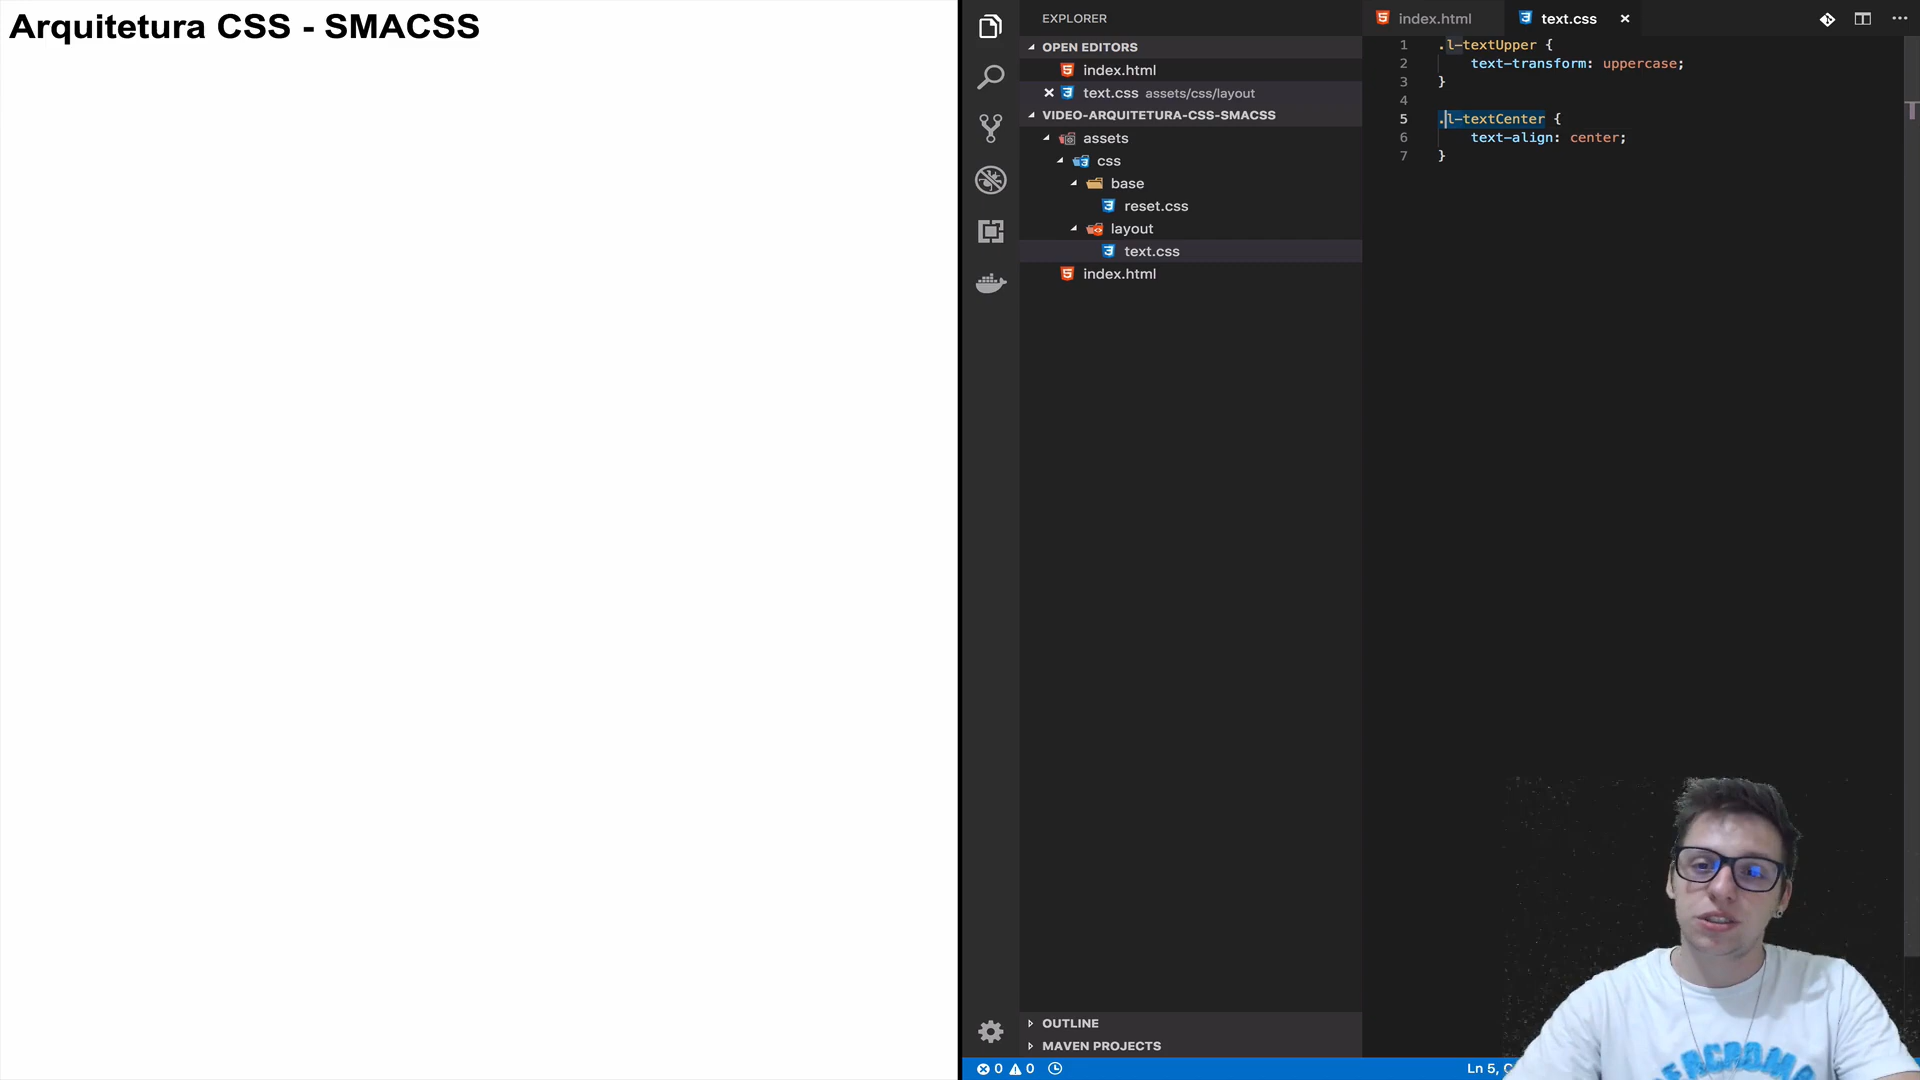 Arquitetura CSS - SMACSS
EXPLORER
OPEN EDITORS
index.html
text.css assets/css/layout
VIDEO-ARQUITETURA-CSS-SMACSS
assets
css
base
reset.css
layout
text.css
index.html
OUTLINE
MAVEN PROJECTS
0 0
index.html
text.css
1 .l-textUpper {
2 text-transform: uppercase;
3 }
4
5 .l-textCenter {
6 text-align: center;
7 }
Ln 5, C